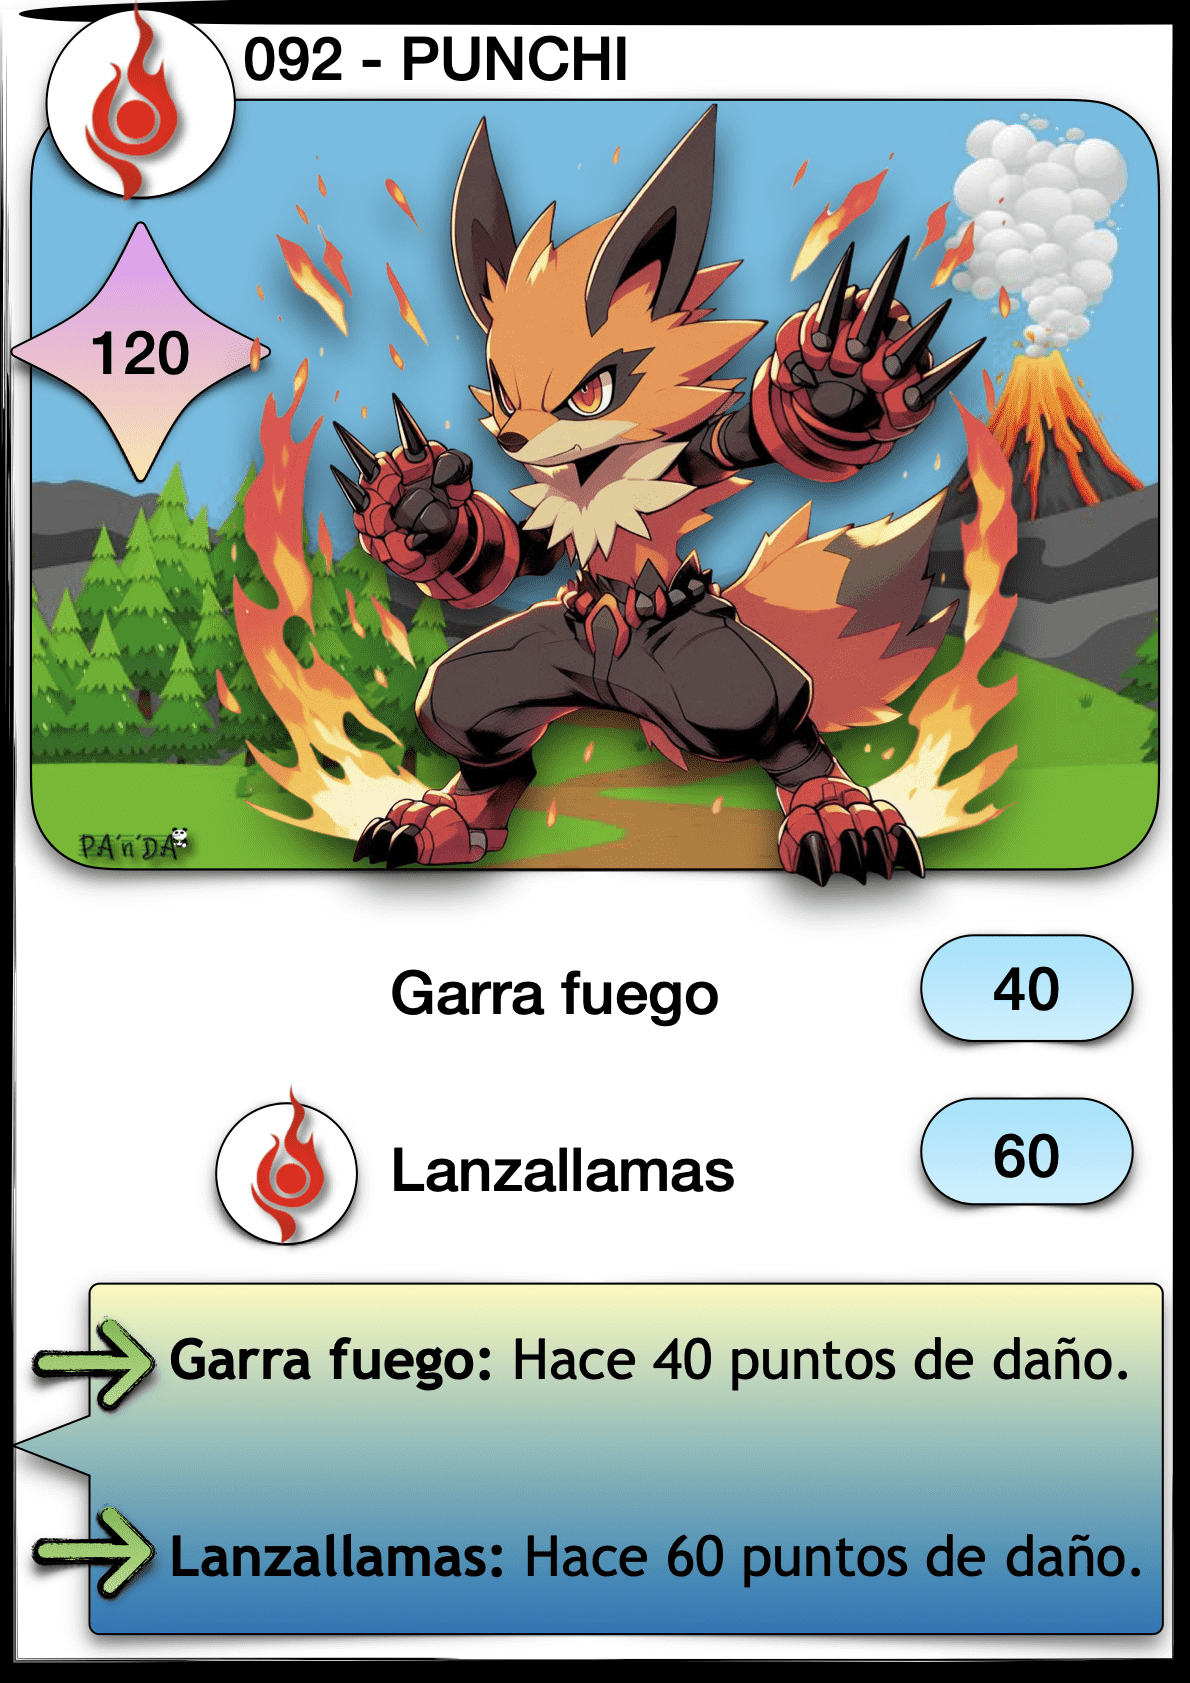 092 - PUNCHI
120
PA'n'DA
Garra fuego
40
Lanzallamas
60
Garra fuego: Hace 40 puntos de daño.
Lanzallamas: Hace 60 puntos de daño.